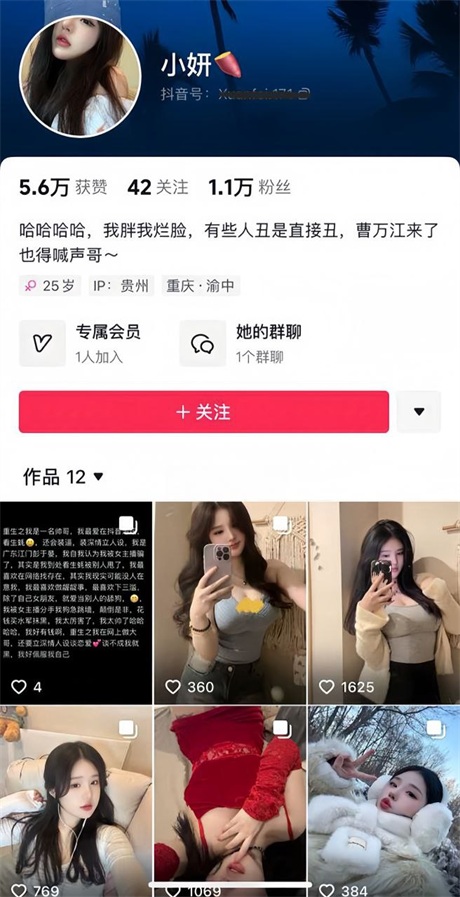 小妍🍠
抖音号：
5.6万 获赞 42 关注 1.1万 粉丝
哈哈哈哈，我胖我烂脸，有些人丑是直接丑，曹万江来了
也得喊声哥～
25岁 IP：贵州 重庆·渝中
专属会员
1人加入
她的群聊
1个群聊
＋关注
作品 12
重生之我是一名帅哥，我最爱在抖音
看生蚝，还会装逼，装深情立人设，我是
广东江门彭于晏，我自认为我被女主播骗
了，其实是我到处看生蚝被别人甩了，我最
喜欢在网络找存在，其实我现实可能没人在
意我，我最喜欢做龌龊事，最喜欢下三滥，
除了自己女朋友，就爱当别人的舔狗，
我被女主播分手我狗急跳墙，颠倒是非，花
钱买水军抹黑，我太厉害了，我太帅了哈哈
哈哈，我好有钱啊，重生之我在网上做大
哥，还要立深情人设谈恋爱💕谈不成我就
黑，我好佩服我自己
4
360
1625
769
1069
384